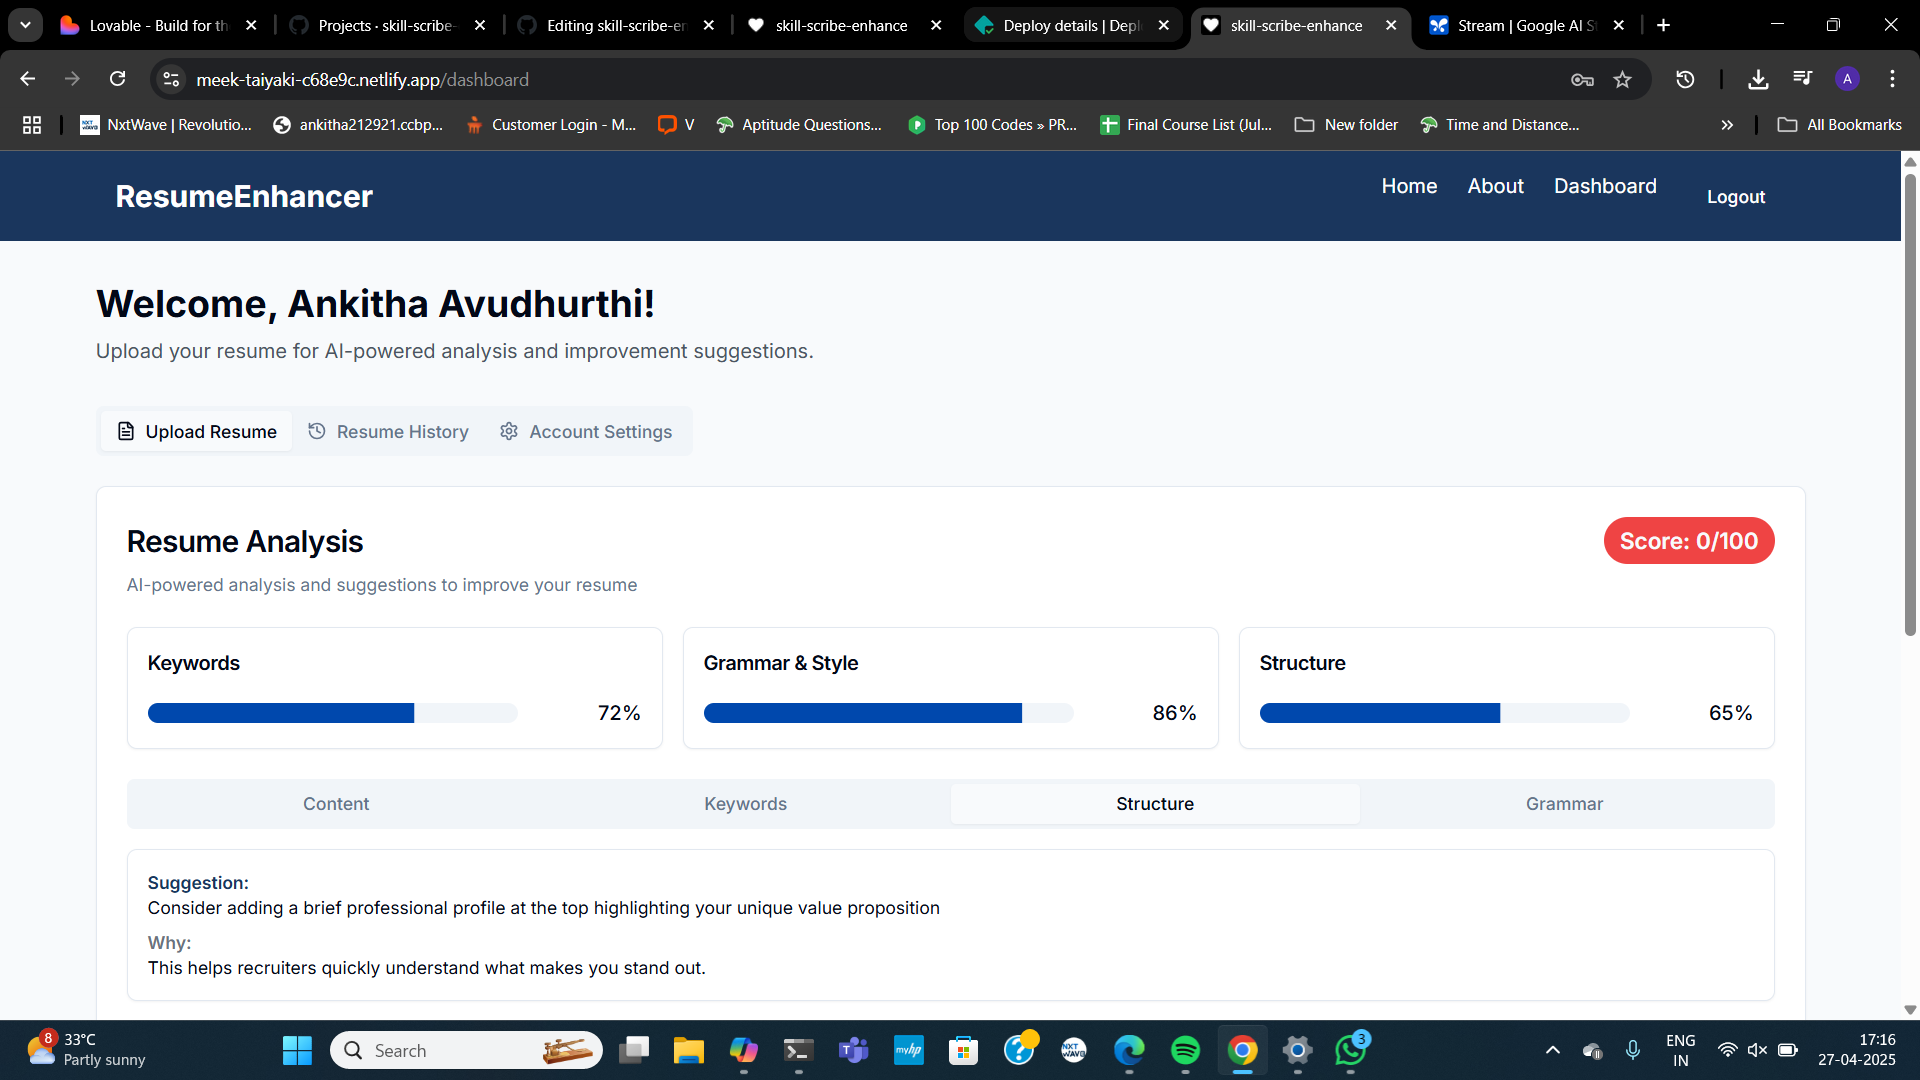 Lovable - Build for th
Projects · skill-scribe-
Editing skill-scribe-en
skill-scribe-enhance
Deploy details | Depl
skill-scribe-enhance
Stream | Google AI S
meek-taiyaki-c68e9c.netlify.app/dashboard
A
NxtWave | Revolutio...
ankitha212921.ccbp...
Customer Login - M...
V
Aptitude Questions...
Top 100 Codes » PR...
Final Course List (Jul...
New folder
Time and Distance...
All Bookmarks
ResumeEnhancer
Home
About
Dashboard
Logout
Welcome, Ankitha Avudhurthi!
Upload your resume for AI-powered analysis and improvement suggestions.
Upload Resume
Resume History
Account Settings
Resume Analysis
Score: 0/100
AI-powered analysis and suggestions to improve your resume
Keywords
72%
Grammar & Style
86%
Structure
65%
Content
Keywords
Structure
Grammar
Suggestion:
Consider adding a brief professional profile at the top highlighting your unique value proposition
Why:
This helps recruiters quickly understand what makes you stand out.
8
33°C
Partly sunny
Search
myhp
NXT
WAVE
3
ENG
IN
17:16
27-04-2025